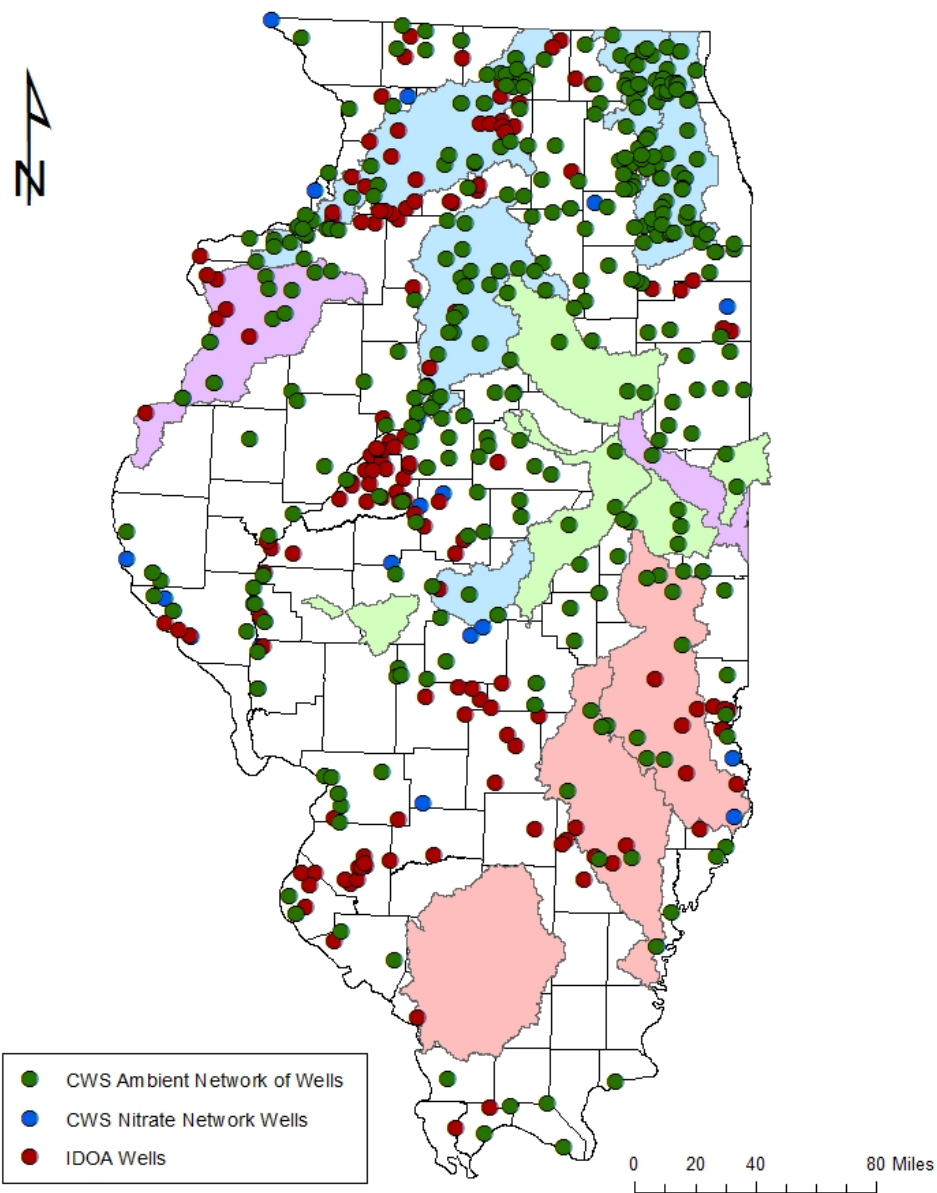 N
CWS Ambient Network of Wells
CWS Nitrate Network Wells
IDOA Wells
0 20 40 80 Miles